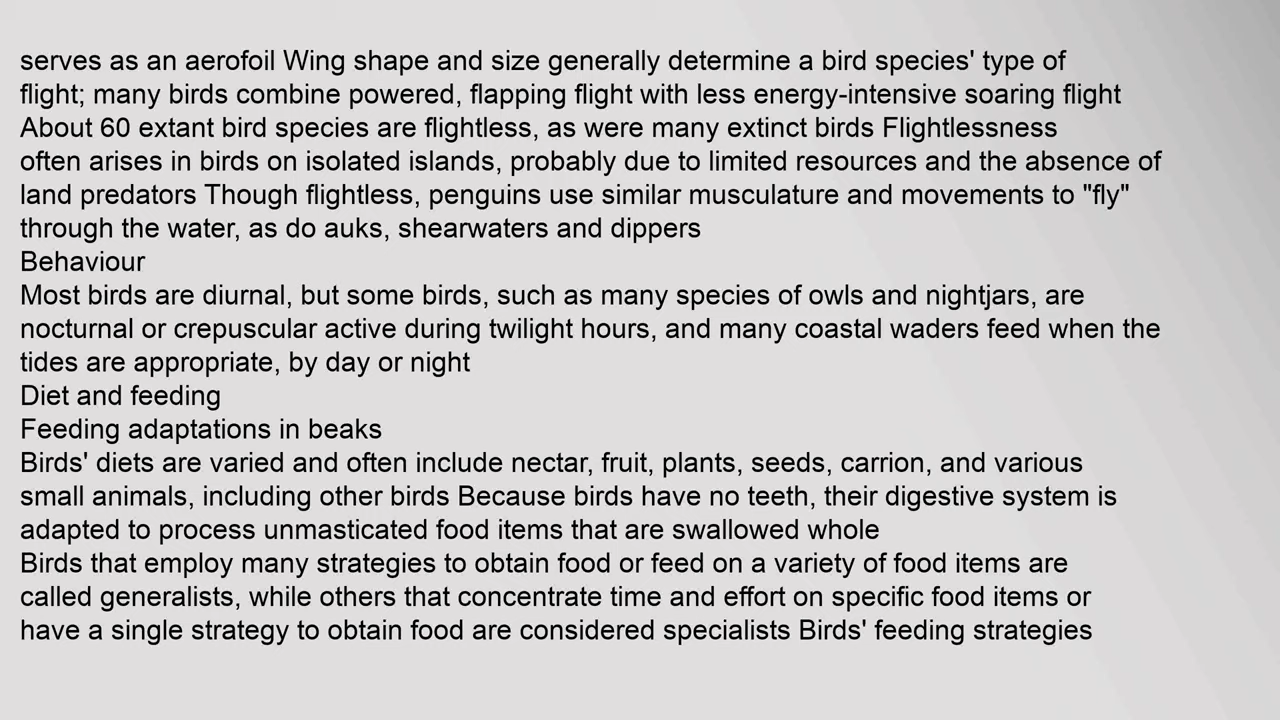 serves as an aerofoil Wing shape and size generally determine a bird species' type of
flight; many birds combine powered, flapping flight with less energy-intensive soaring flight
About 60 extant bird species are flightless, as were many extinct birds Flightlessness
often arises in birds on isolated islands, probably due to limited resources and the absence of
land predators Though flightless, penguins use similar musculature and movements to "fly"
through the water, as do auks, shearwaters and dippers
Behaviour
Most birds are diurnal, but some birds, such as many species of owls and nightjars, are
nocturnal or crepuscular active during twilight hours, and many coastal waders feed when the
tides are appropriate, by day or night
Diet and feeding
Feeding adaptations in beaks
Birds' diets are varied and often include nectar, fruit, plants, seeds, carrion, and various
small animals, including other birds Because birds have no teeth, their digestive system is
adapted to process unmasticated food items that are swallowed whole
Birds that employ many strategies to obtain food or feed on a variety of food items are
called generalists, while others that concentrate time and effort on specific food items or
have a single strategy to obtain food are considered specialists Birds' feeding strategies